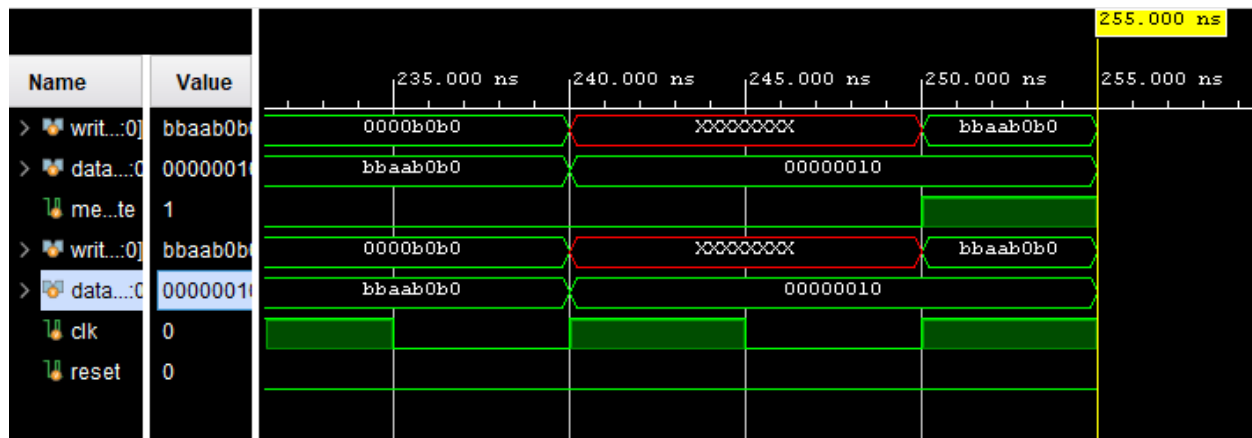 255.000 ns
Name Value 235.000 ns 240.000 ns 245.000 ns 250.000 ns 255.000 ns
> writ...:0] bbaab0b 0000b0b0 XXXXXXXX bbaab0b0
> data...:0 0000001 bbaab0b0 00000010
me...te 1
> writ...:0] bbaab0b 0000b0b0 XXXXXXXX bbaab0b0
> data...:0 0000001 bbaab0b0 00000010
clk 0
reset 0